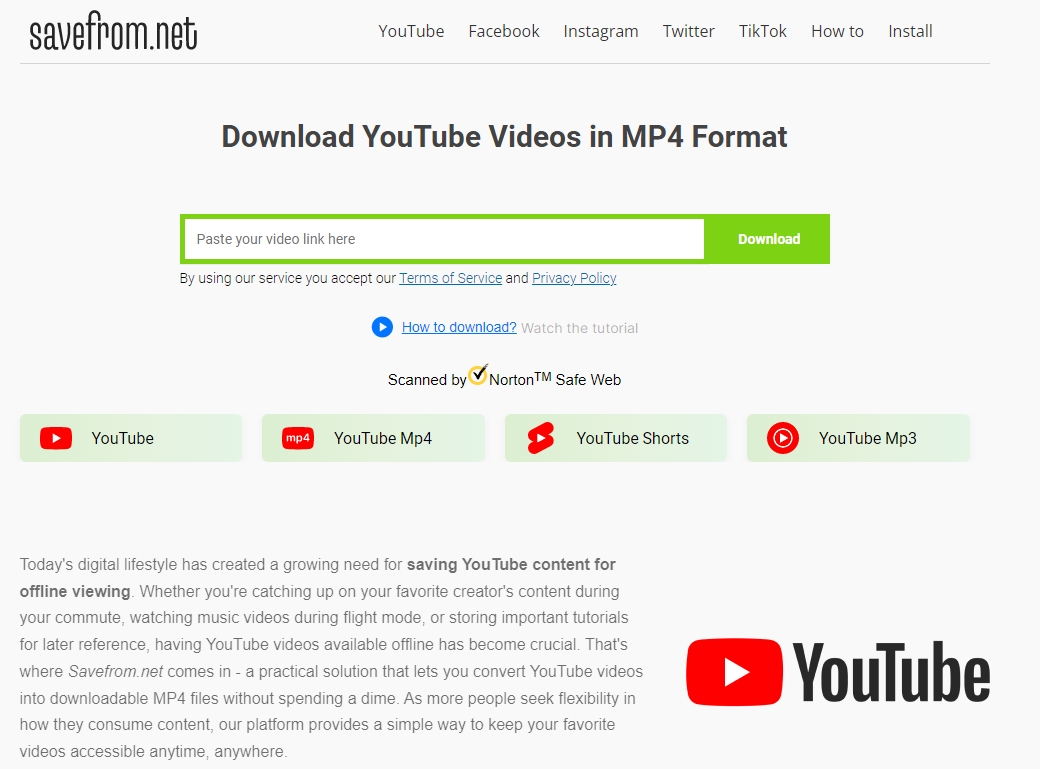 savefrom.net
YouTube Facebook Instagram Twitter TikTok How to Install
Download YouTube Videos in MP4 Format
Paste your video link here Download
By using our service you accept our Terms of Service and Privacy Policy
How to download? Watch the tutorial
Scanned by Norton™ Safe Web
YouTube mp4 YouTube Mp4 YouTube Shorts YouTube Mp3
Today's digital lifestyle has created a growing need for saving YouTube content for
offline viewing. Whether you're catching up on your favorite creator's content during
your commute, watching music videos during flight mode, or storing important tutorials
for later reference, having YouTube videos available offline has become crucial. That's
where Savefrom.net comes in - a practical solution that lets you convert YouTube videos
into downloadable MP4 files without spending a dime. As more people seek flexibility in
how they consume content, our platform provides a simple way to keep your favorite
videos accessible anytime, anywhere.
YouTube